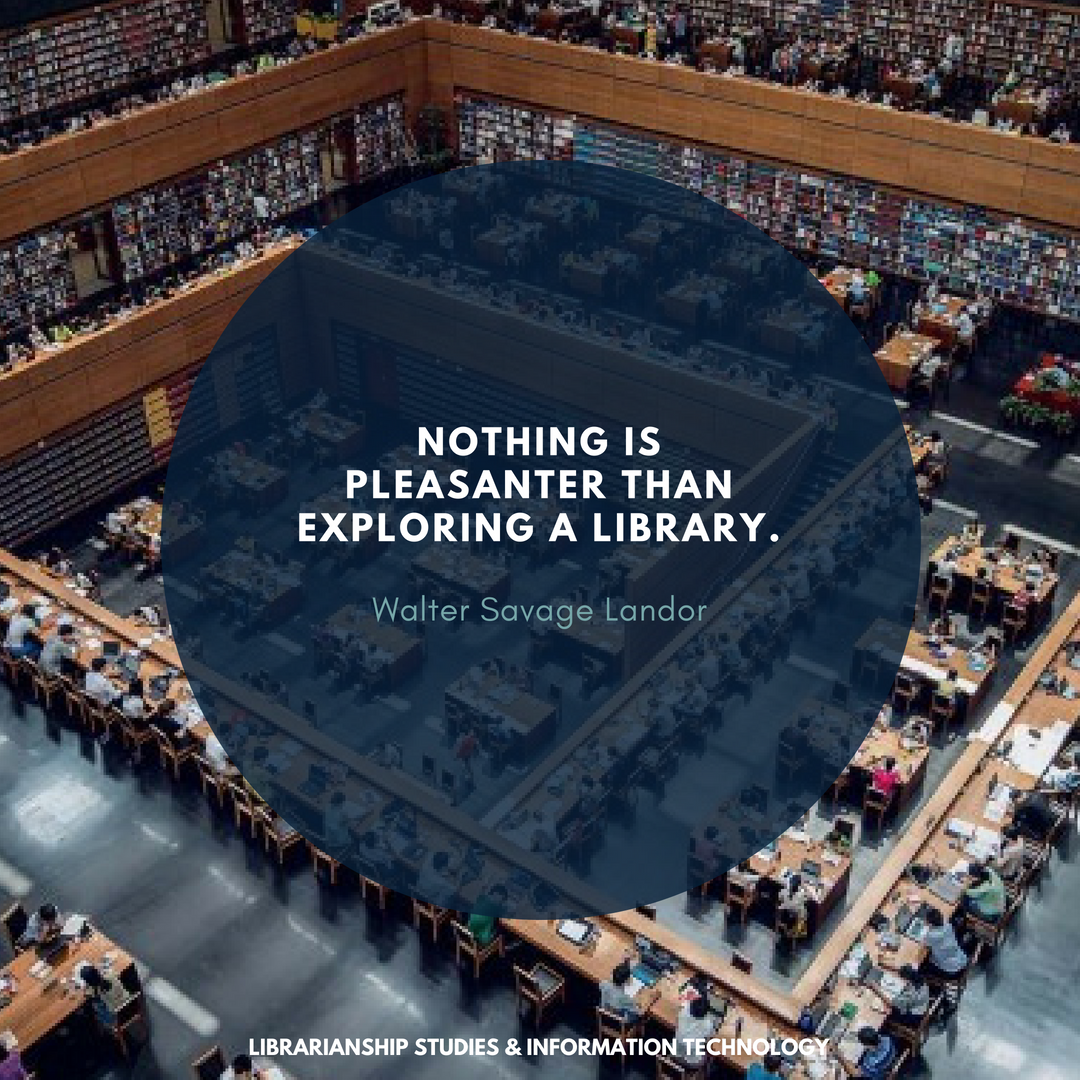 NOTHING IS
PLEASANTER THAN
EXPLORING A LIBRARY.
Walter Savage Landor
LIBRARIANSHIP STUDIES & INFORMATION TECHNOLOGY